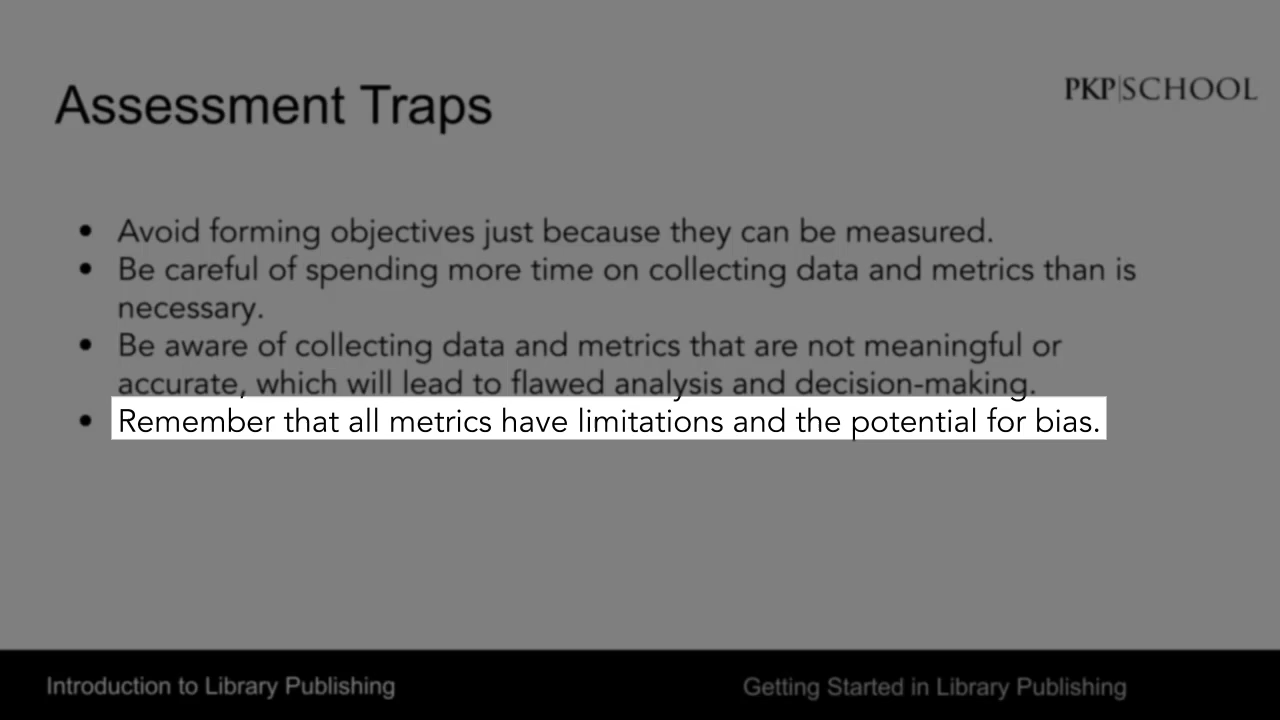 PKP|SCHOOL
Assessment Traps
• Avoid forming objectives just because they can be measured.
• Be careful of spending more time on collecting data and metrics than is
necessary.
• Be aware of collecting data and metrics that are not meaningful or
accurate, which will lead to flawed analysis and decision-making.
• Remember that all metrics have limitations and the potential for bias.
Introduction to Library Publishing
Getting Started in Library Publishing